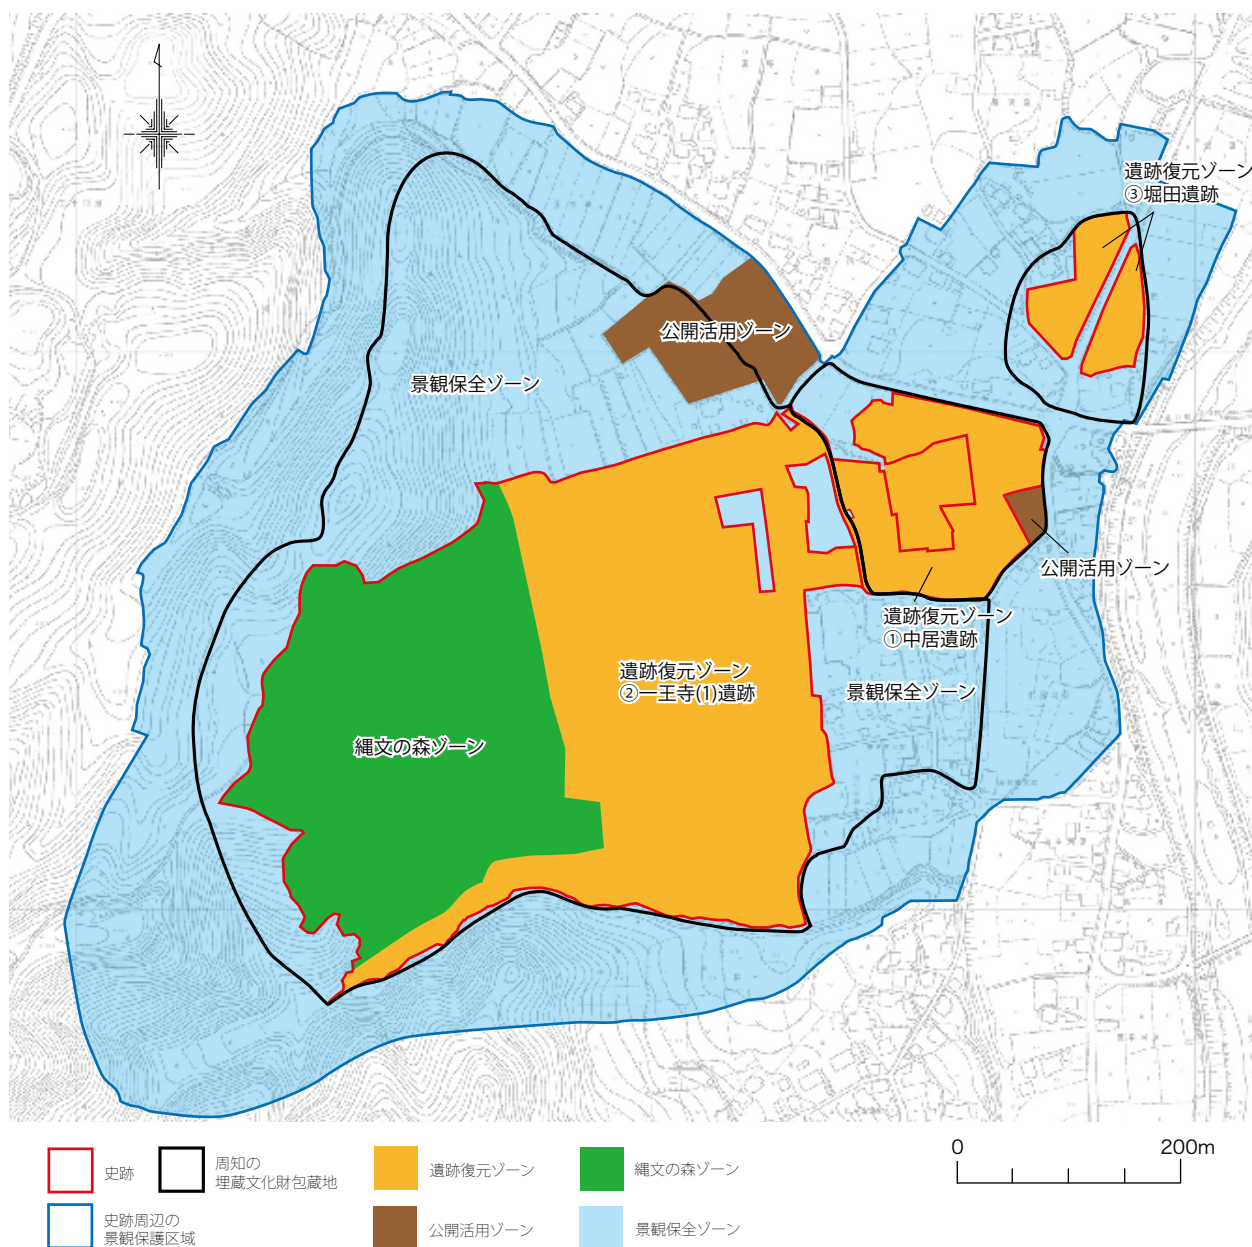 遺跡復元ゾーン
③堀田遺跡
公開活用ゾーン
景観保全ゾーン
公開活用ゾーン
遺跡復元ゾーン
①中居遺跡
遺跡復元ゾーン
②一王寺(1)遺跡
景観保全ゾーン
縄文の森ゾーン
0 200m
史跡
周知の
埋蔵文化財包蔵地
遺跡復元ゾーン
縄文の森ゾーン
史跡周辺の
景観保護区域
公開活用ゾーン
景観保全ゾーン